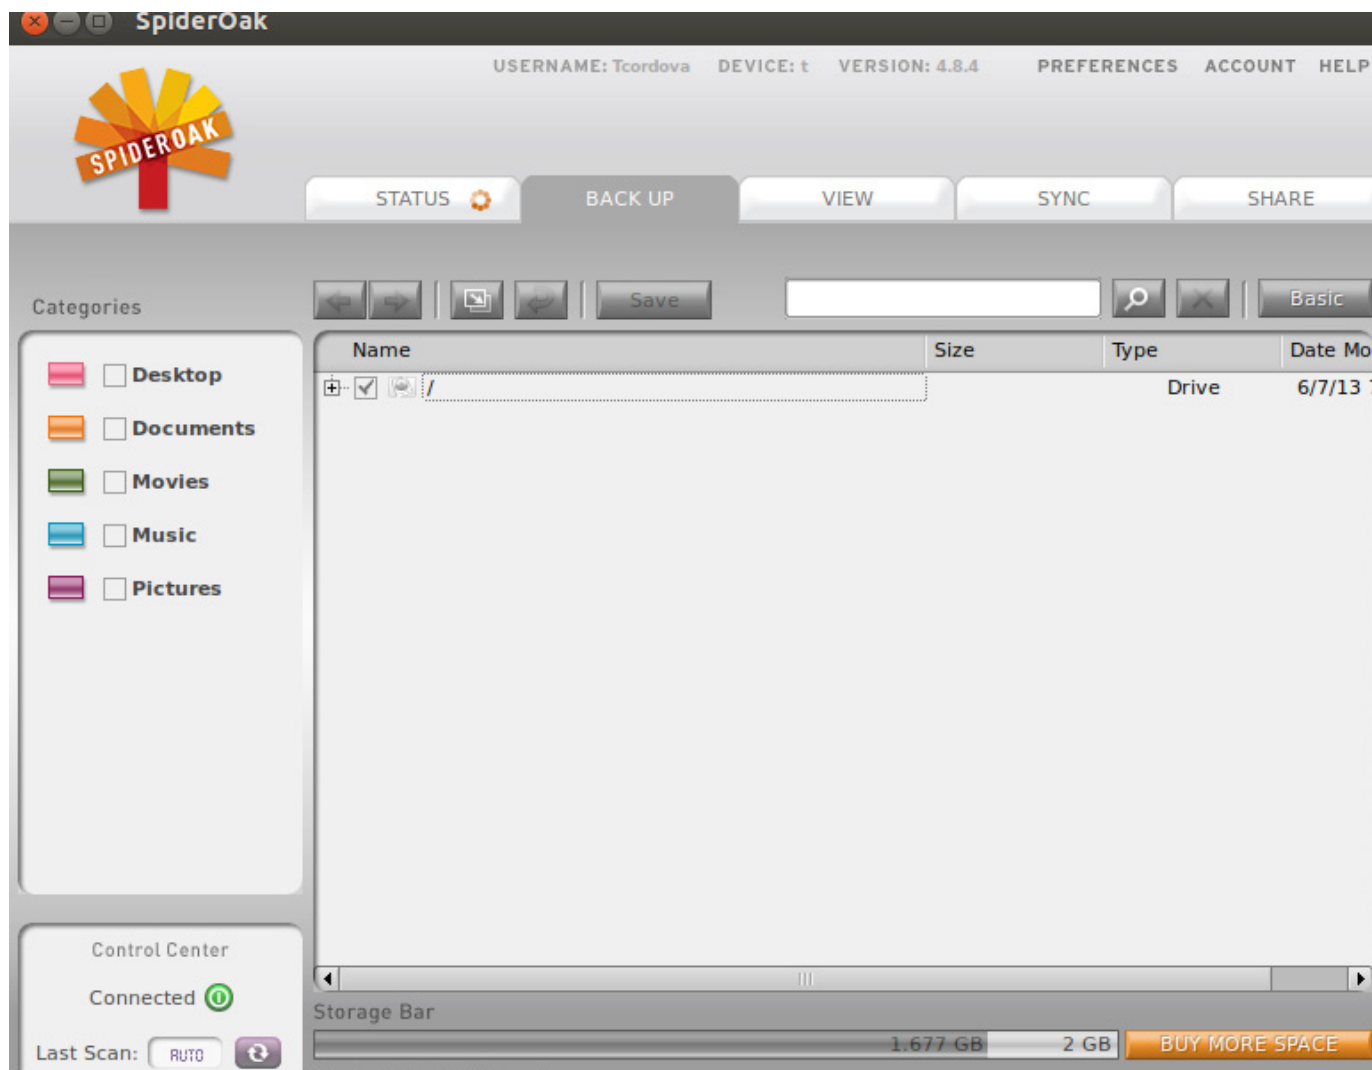 SpiderOak
USERNAME: Tcordova DEVICE: t VERSION: 4.8.4 PREFERENCES ACCOUNT HELP
SPIDEROAK
STATUS BACK UP VIEW SYNC SHARE
Categories
Save Basic
Name Size Type Date Mo
/ Drive 6/7/13
Desktop
Documents
Movies
Music
Pictures
Control Center
Connected
Last Scan: AUTO
Storage Bar
1.677 GB 2 GB BUY MORE SPACE